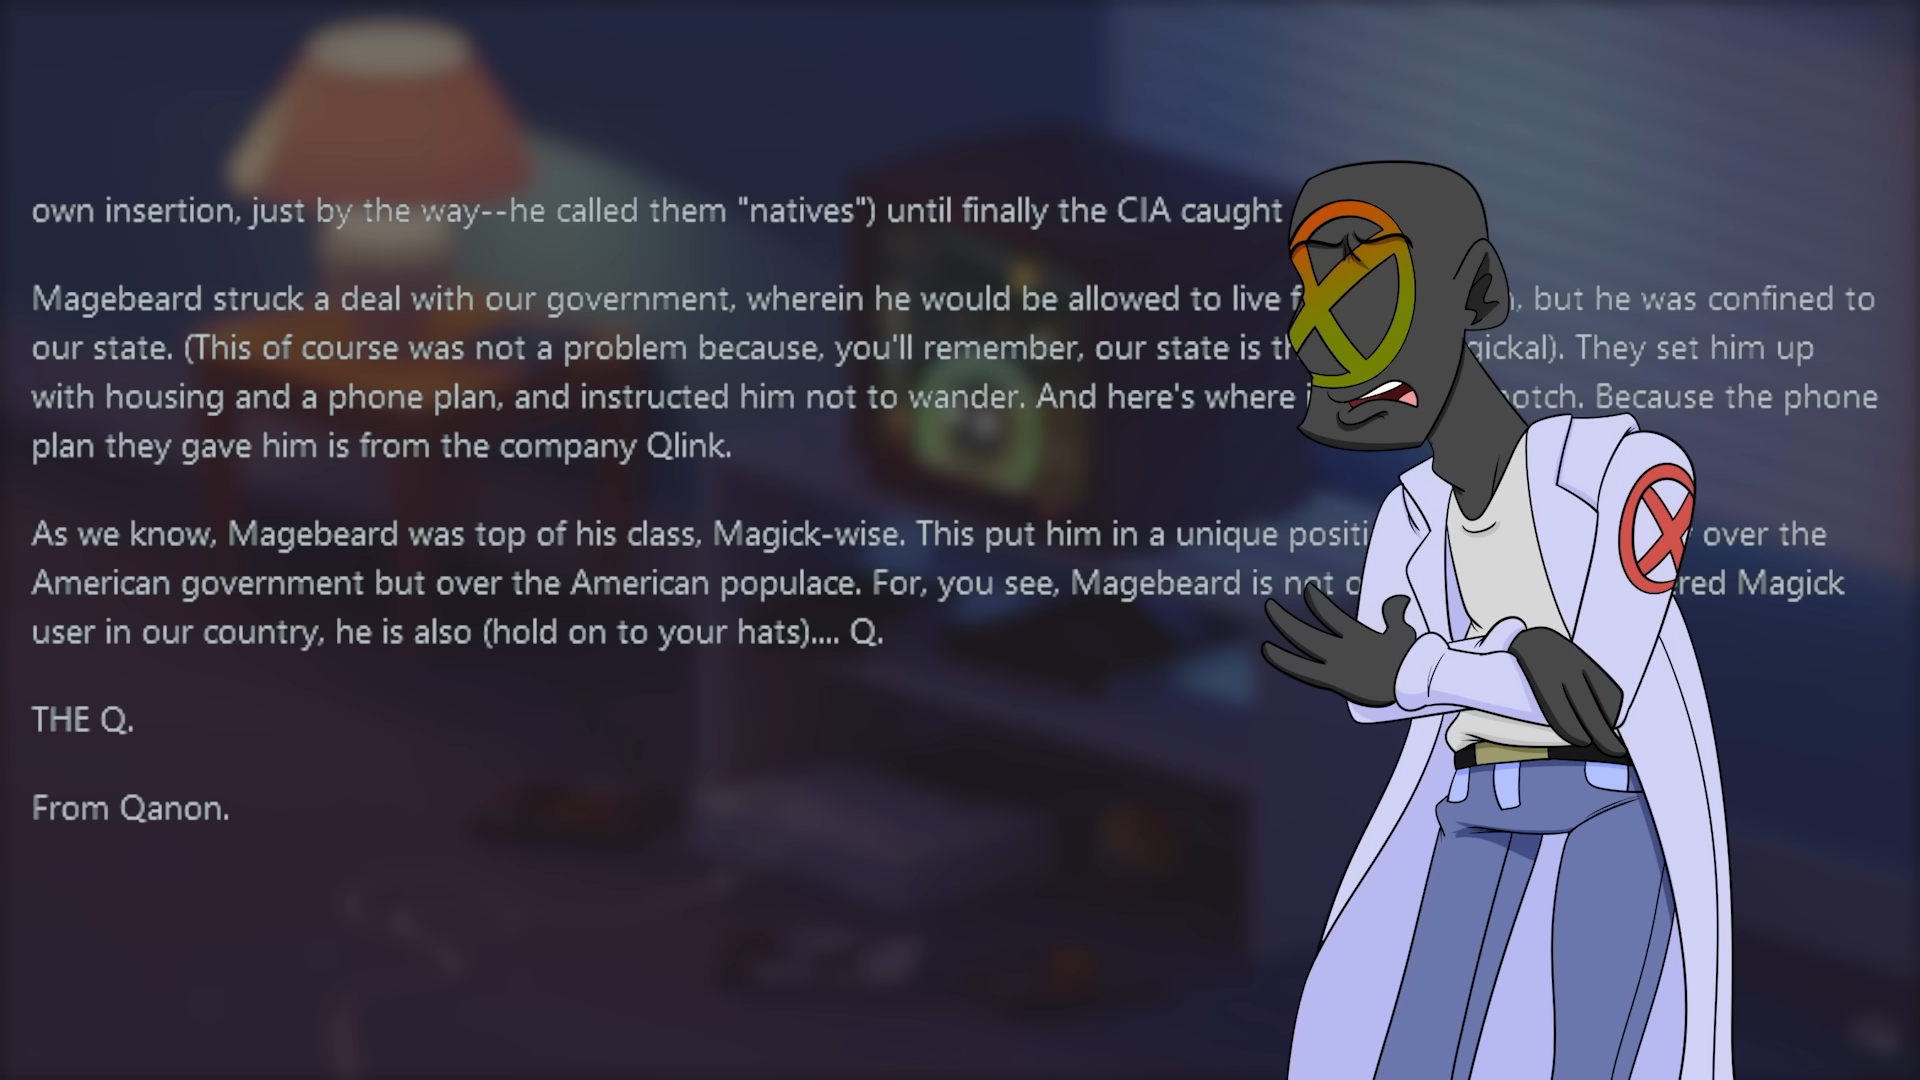 own insertion, just by the way--he called them "natives") until finally the CIA caught
Magebeard struck a deal with our government, wherein he would be allowed to live f , but he was confined to
our state. (This of course was not a problem because, you'll remember, our state is th gickal). They set him up
with housing and a phone plan, and instructed him not to wander. And here's where i otch. Because the phone
plan they gave him is from the company Qlink.
As we know, Magebeard was top of his class, Magick-wise. This put him in a unique positi over the
American government but over the American populace. For, you see, Magebeard is not o red Magick
user in our country, he is also (hold on to your hats).... Q.
THE Q.
From Qanon.